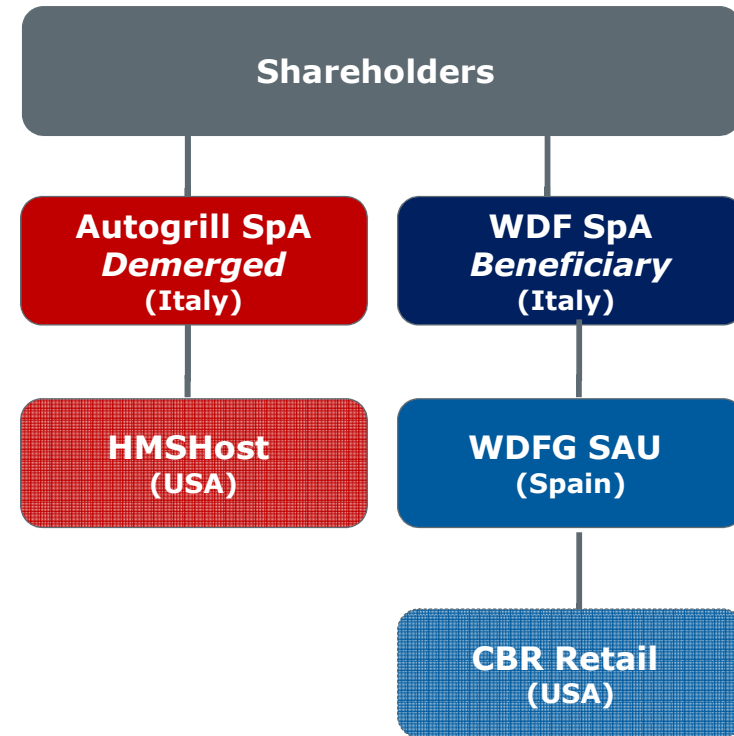 Shareholders
Autogrill SpA
Demerged
(Italy)
WDF SpA
Beneficiary
(Italy)
HMSHost
(USA)
WDFG SAU
(Spain)
CBR Retail
(USA)